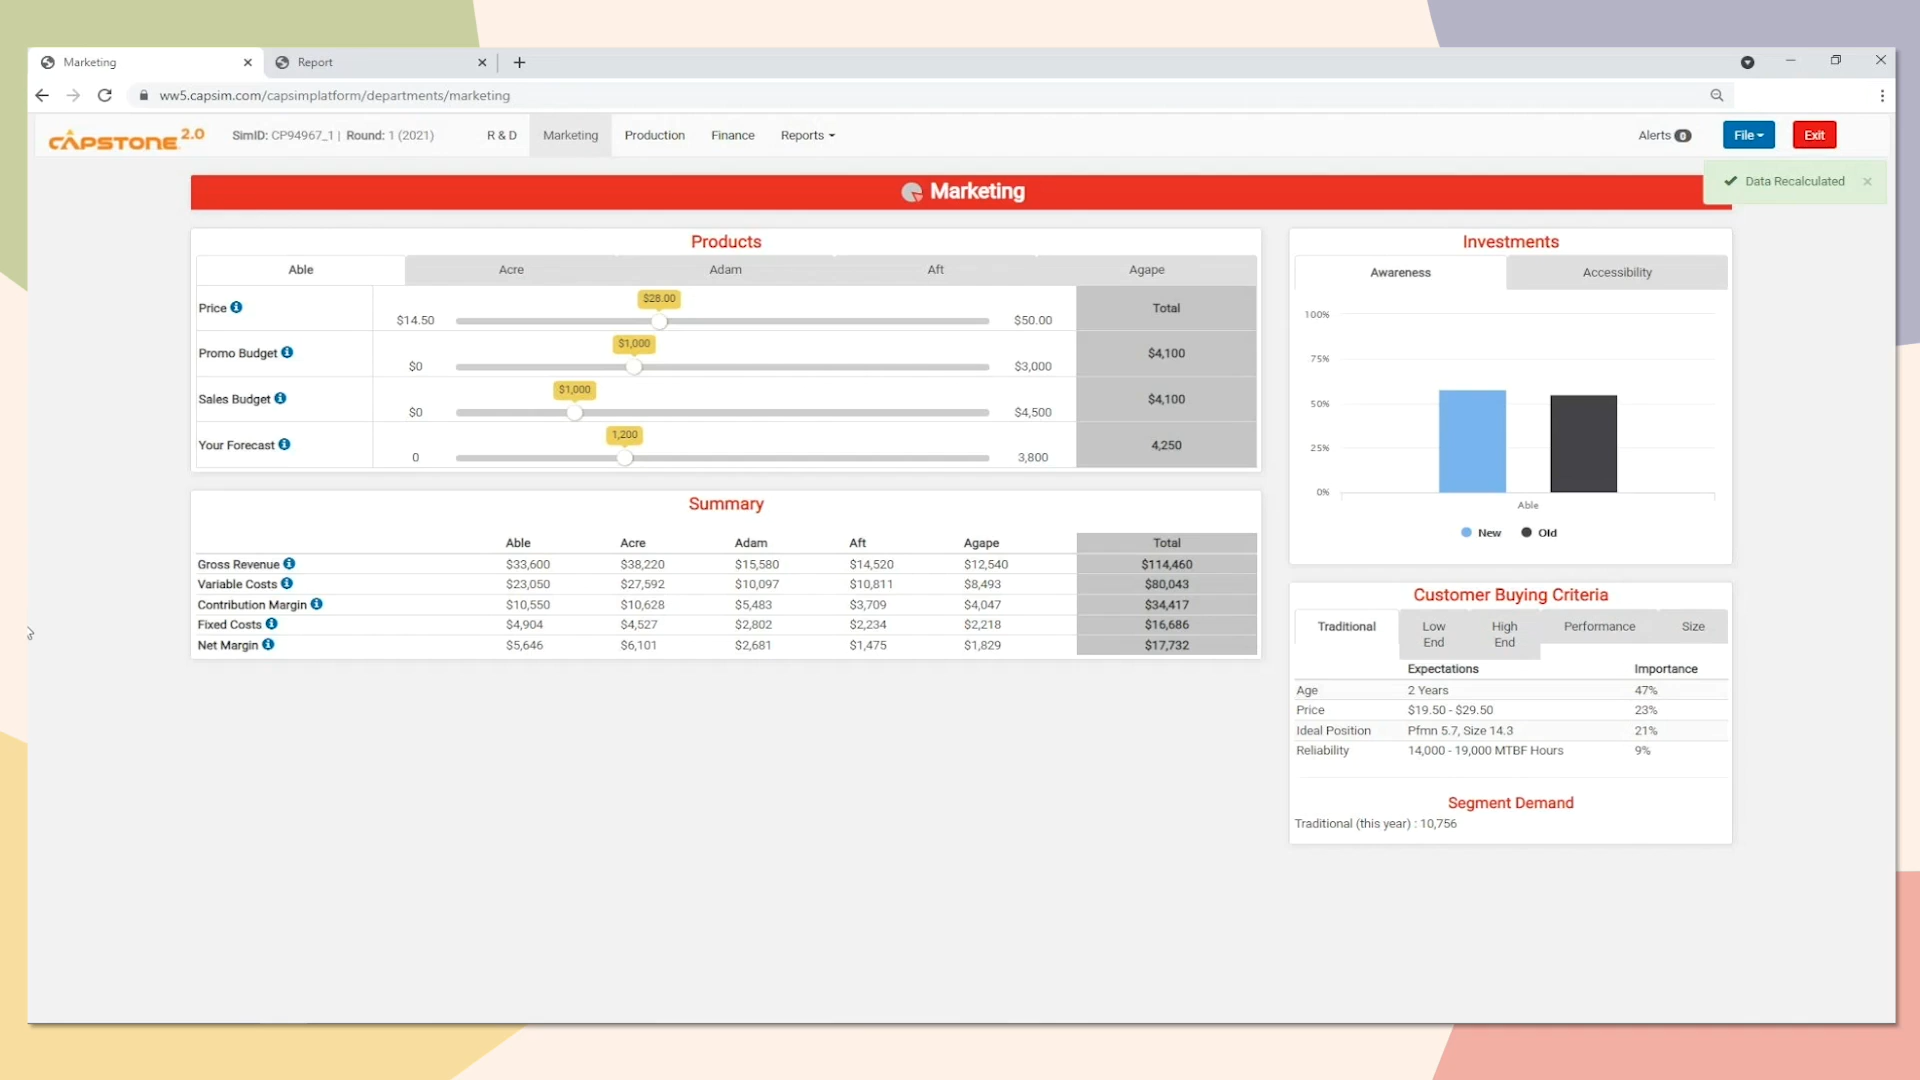 Marketing
Report
ww5.capsim.com/capsimplatform/departments/marketing
CAPSTONE 2.0 SimID: CP94967_1 | Round: 1 (2021) R & D Marketing Production Finance Reports Alerts 0 File Exit
Marketing
Data Recalculated
Products
Able Acre Adam Aft Agape
Price $14.50 $28.00 $50.00 Total
Promo Budget $0 $1,000 $3,000 $4,100
Sales Budget $0 $1,000 $4,500 $4,100
Your Forecast 0 1,200 3,800 4,250
Summary
Able Acre Adam Aft Agape Total
Gross Revenue $33,600 $38,220 $15,580 $14,520 $12,540 $114,460
Variable Costs $23,050 $27,592 $10,097 $10,811 $8,493 $80,043
Contribution Margin $10,550 $10,628 $5,483 $3,709 $4,047 $34,417
Fixed Costs $4,904 $4,527 $2,802 $2,234 $2,218 $16,686
Net Margin $5,646 $6,101 $2,681 $1,475 $1,829 $17,732
Investments
Awareness Accessibility
100%
75%
50%
25%
0%
Able
New Old
Customer Buying Criteria
Traditional Low End High End Performance Size
Expectations Importance
Age 2 Years 47%
Price $19.50 - $29.50 23%
Ideal Position Pfmn 5.7, Size 14.3 21%
Reliability 14,000 - 19,000 MTBF Hours 9%
Segment Demand
Traditional (this year) : 10,756